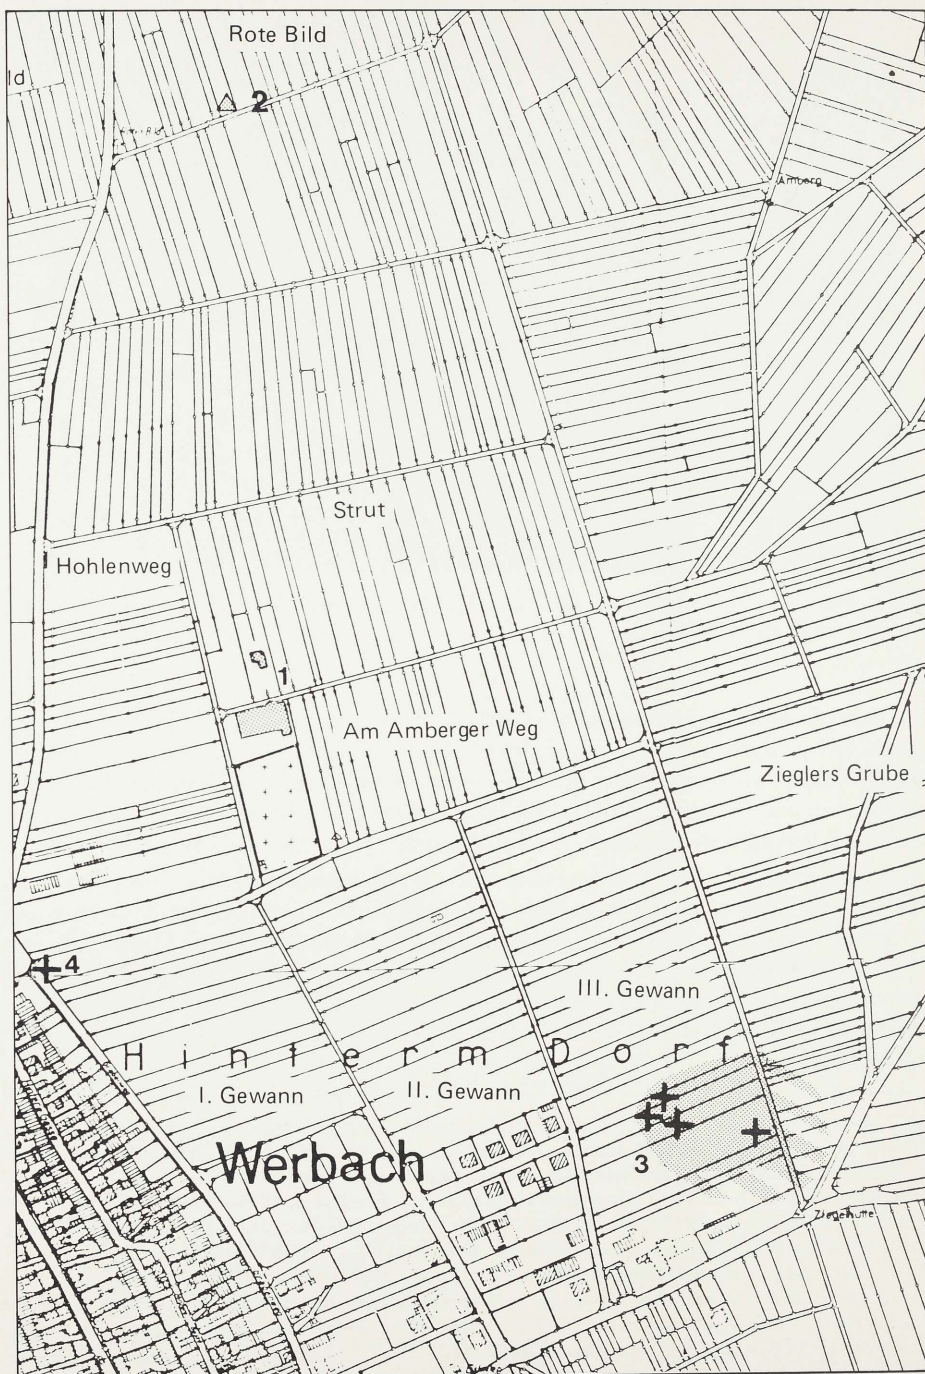 Rote Bild
ld
2
Amberg
Strut
Hohlenweg
1
Am Amberger Weg
Zieglers Grube
4
III. Gewann
Hinterm Dorf
I. Gewann
II. Gewann
Werbach
3
Ziegelhütte